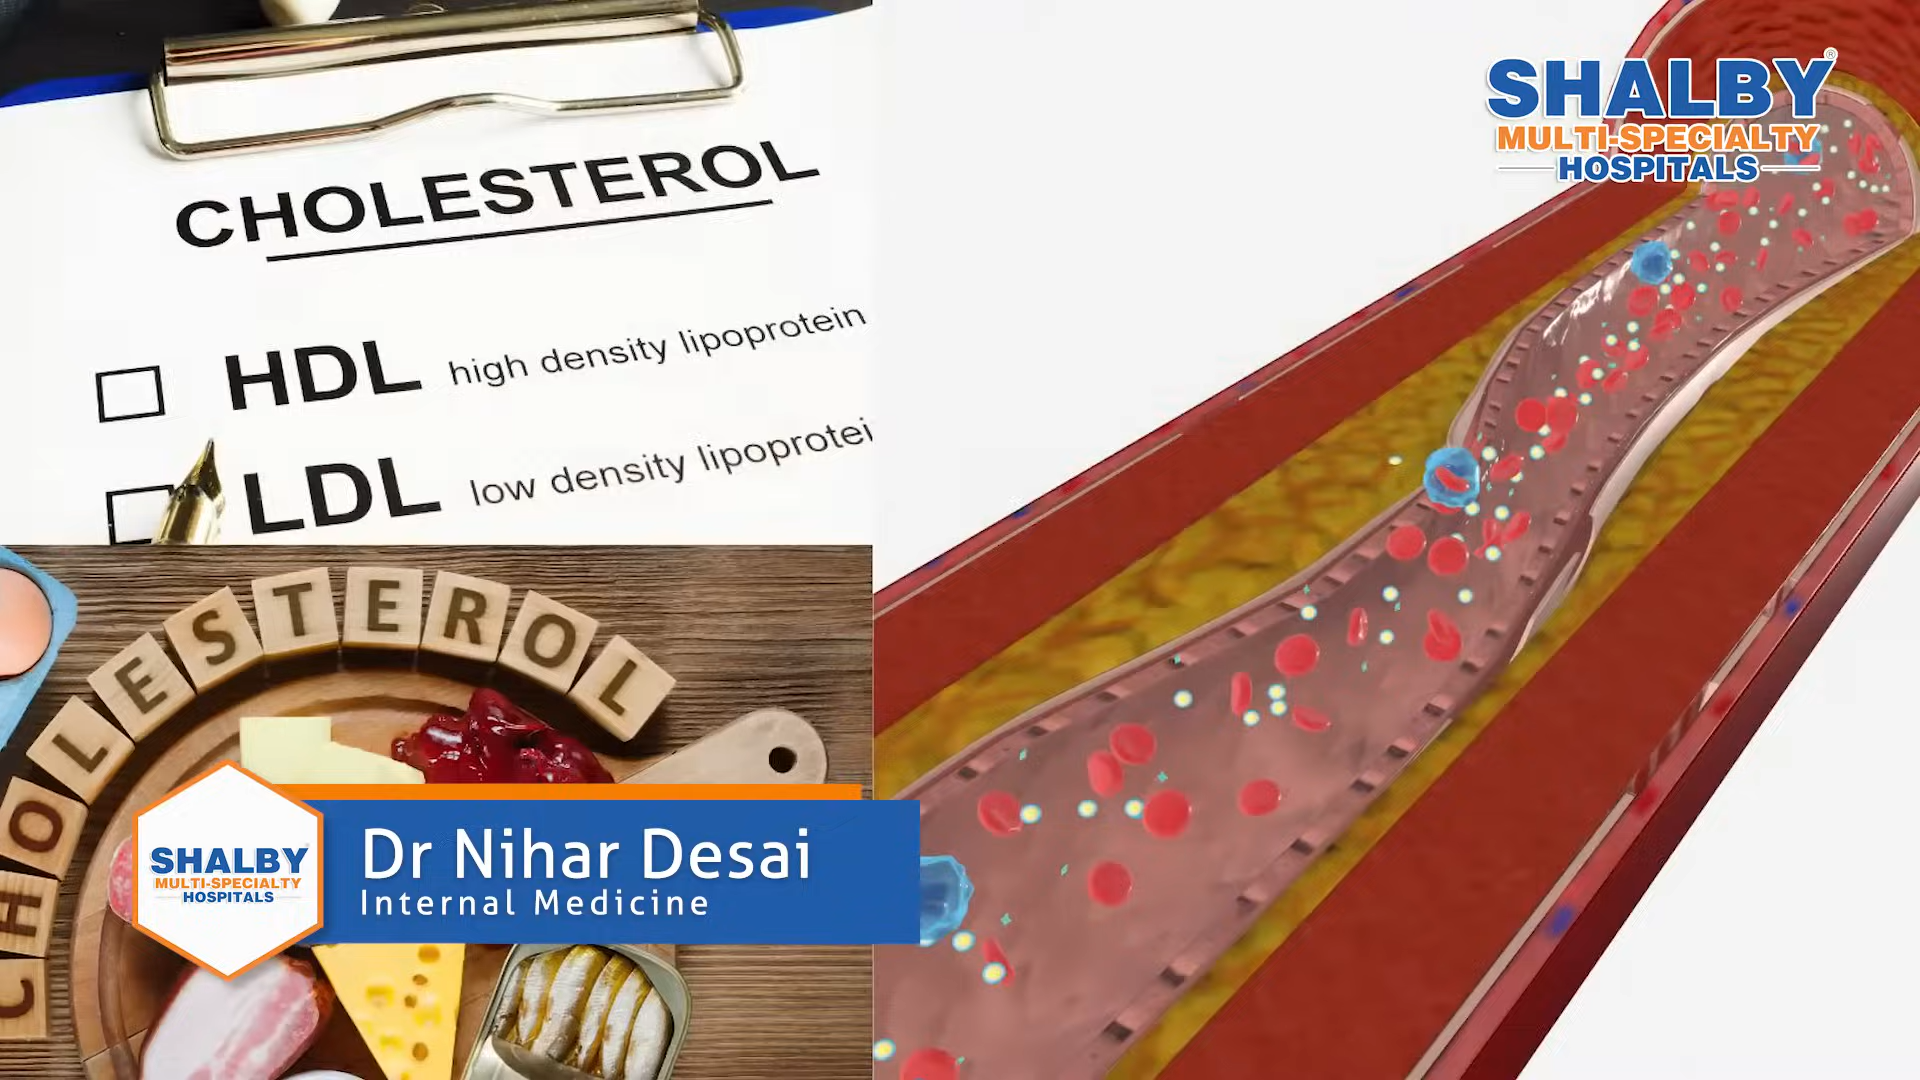 CHOLESTEROL
HDL high density lipoprotein
LDL low density lipoprotei
CHOLESTEROL
SHALBY
MULTI-SPECIALTY
HOSPITALS
Dr Nihar Desai
Internal Medicine
SHALBY®
MULTI-SPECIALTY
HOSPITALS